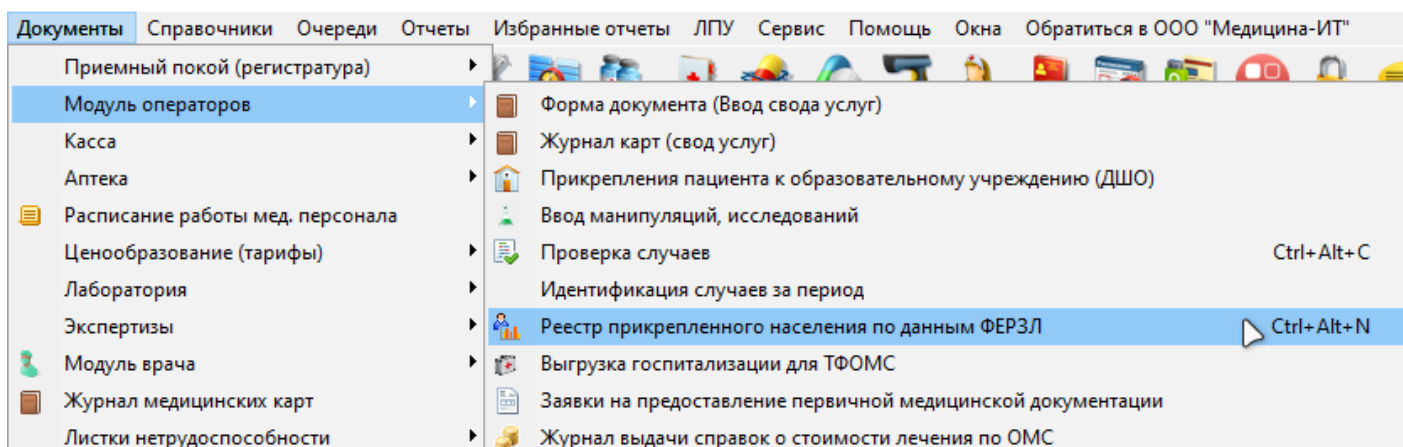 Документы Справочники Очереди Отчеты Избранные отчеты ЛПУ Сервис Помощь Окна Обратиться в ООО "Медицина-ИТ"
Приемный покой (регистратура)
Модуль операторов
Касса
Аптека
Расписание работы мед. персонала
Ценообразование (тарифы)
Лаборатория
Экспертизы
Модуль врача
Журнал медицинских карт
Листки нетрудоспособности
Форма документа (Ввод свода услуг)
Журнал карт (свод услуг)
Прикрепления пациента к образовательному учреждению (ДШО)
Ввод манипуляций, исследований
Проверка случаев Ctrl+Alt+C
Идентификация случаев за период
Реестр прикрепленного населения по данным ФЕРЗЛ Ctrl+Alt+N
Выгрузка госпитализации для ТФОМС
Заявки на предоставление первичной медицинской документации
Журнал выдачи справок о стоимости лечения по ОМС